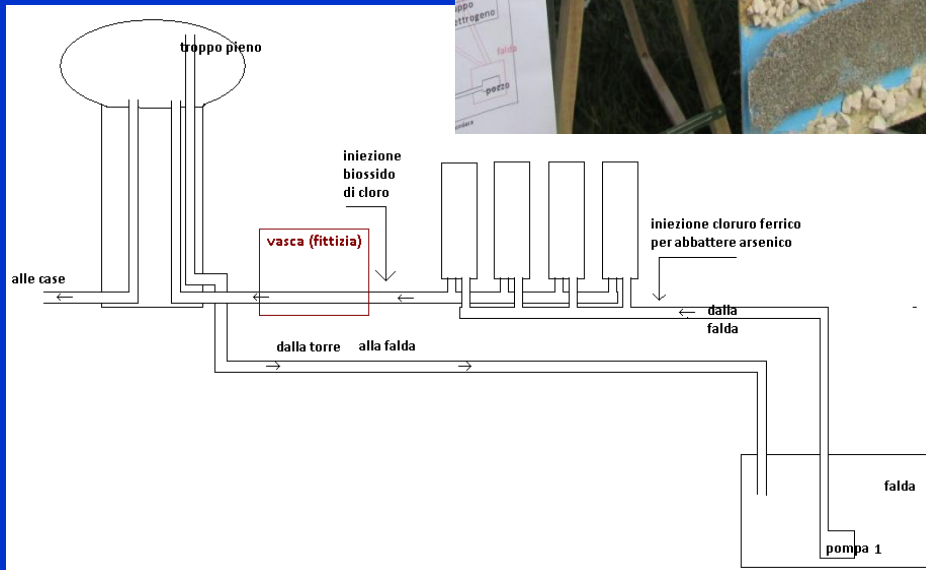 troppo pieno
falda
pozzo
iniezione
biossido
di cloro
iniezione cloruro ferrico
per abbattere arsenico
vasca (fittizia)
alle case
dalla
falda
dalla torre alla falda
falda
pompa 1